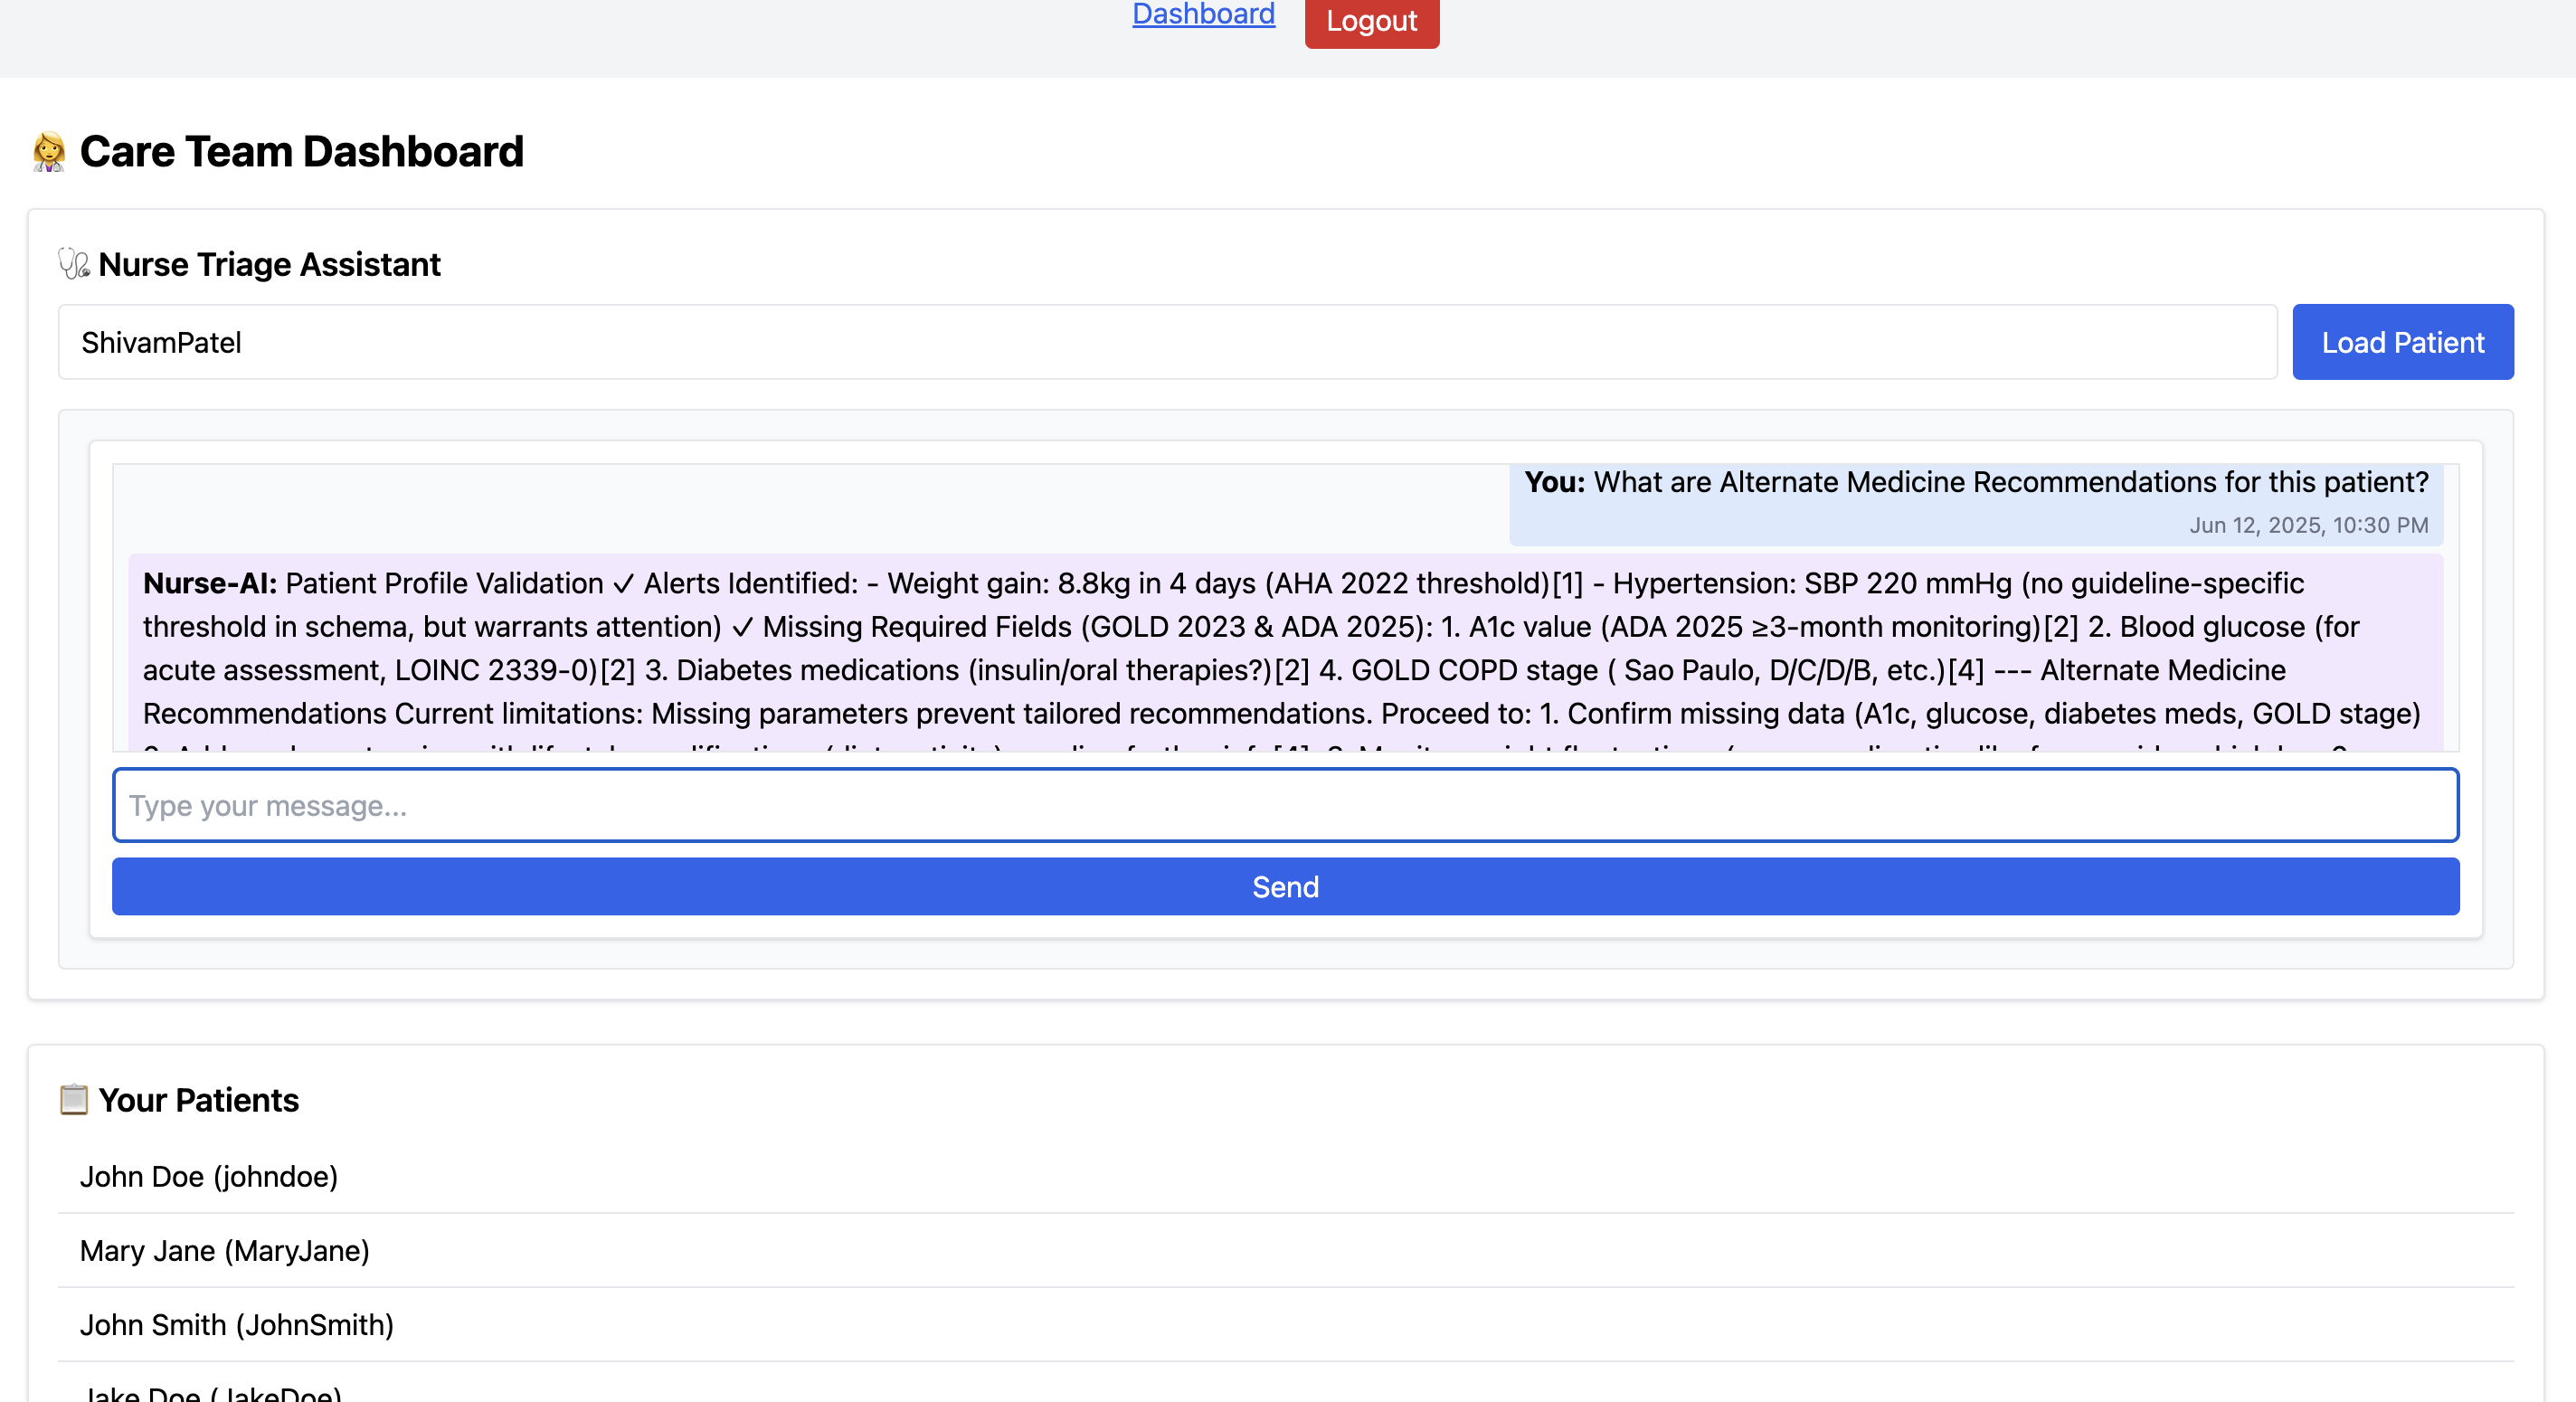 Dashboard
Logout
Care Team Dashboard
Nurse Triage Assistant
ShivamPatel
Load Patient
You: What are Alternate Medicine Recommendations for this patient?
Jun 12, 2025, 10:30 PM
Nurse-AI: Patient Profile Validation ✓ Alerts Identified: - Weight gain: 8.8kg in 4 days (AHA 2022 threshold)[1] - Hypertension: SBP 220 mmHg (no guideline-specific
threshold in schema, but warrants attention) ✓ Missing Required Fields (GOLD 2023 & ADA 2025): 1. A1c value (ADA 2025 ≥3-month monitoring)[2] 2. Blood glucose (for
acute assessment, LOINC 2339-0)[2] 3. Diabetes medications (insulin/oral therapies?)[2] 4. GOLD COPD stage ( Sao Paulo, D/C/D/B, etc.)[4] --- Alternate Medicine
Recommendations Current limitations: Missing parameters prevent tailored recommendations. Proceed to: 1. Confirm missing data (A1c, glucose, diabetes meds, GOLD stage)
Type your message...
Send
Your Patients
John Doe (johndoe)
Mary Jane (MaryJane)
John Smith (JohnSmith)
Jake Doe (JakeDoe)